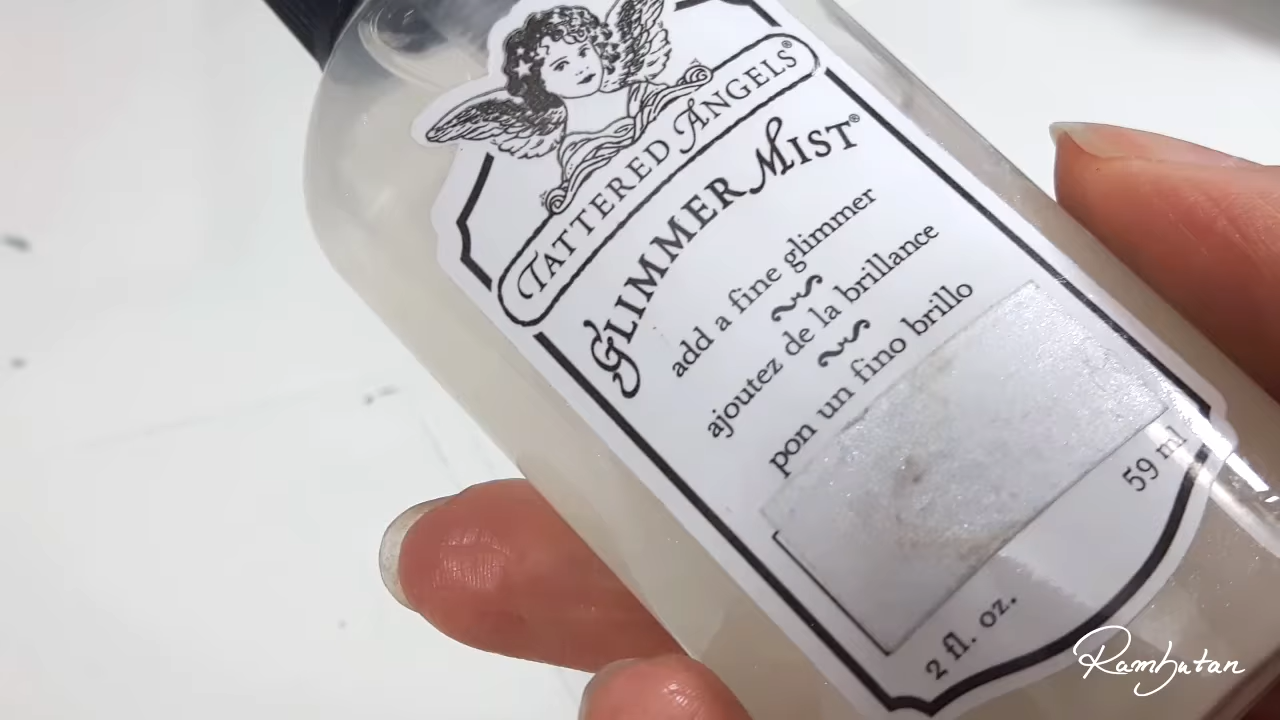 TATTERED ANGELS®
GLIMMER MIST®
add a fine glimmer
ajoutez de la brillance
pon un fino brillo
2 fl. oz. 59 ml
Rambutan